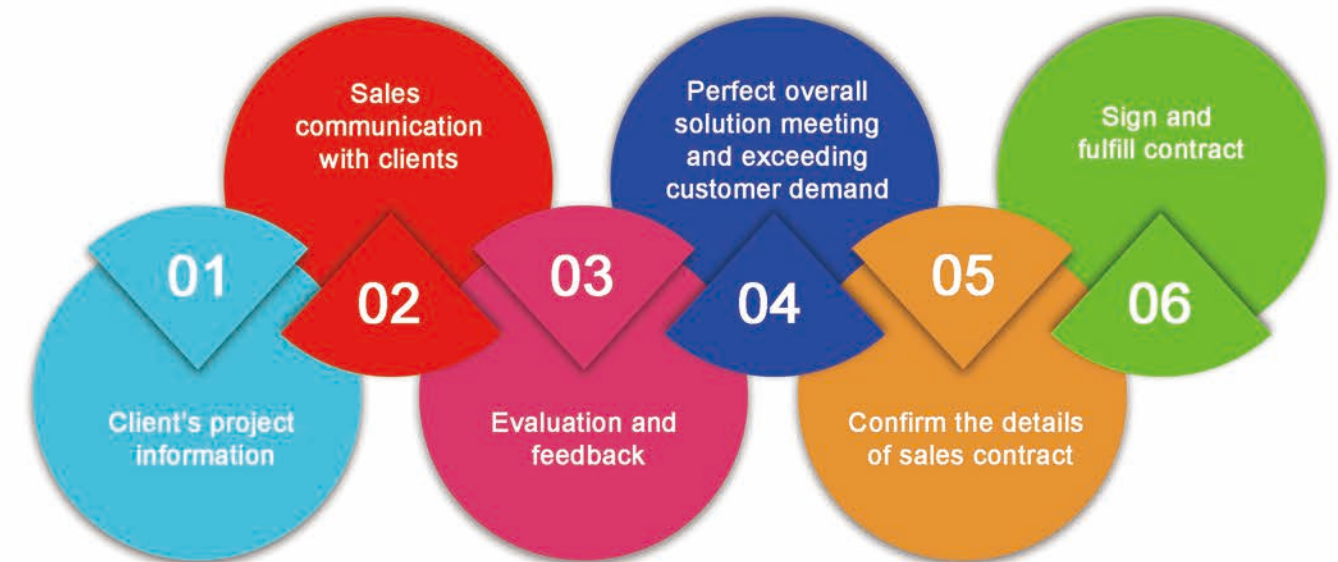 01
Client's project
information
02
Sales
communication
with clients
03
Evaluation and
feedback
04
Perfect overall
solution meeting
and exceeding
customer demand
05
Confirm the details
of sales contract
06
Sign and
fulfill contract